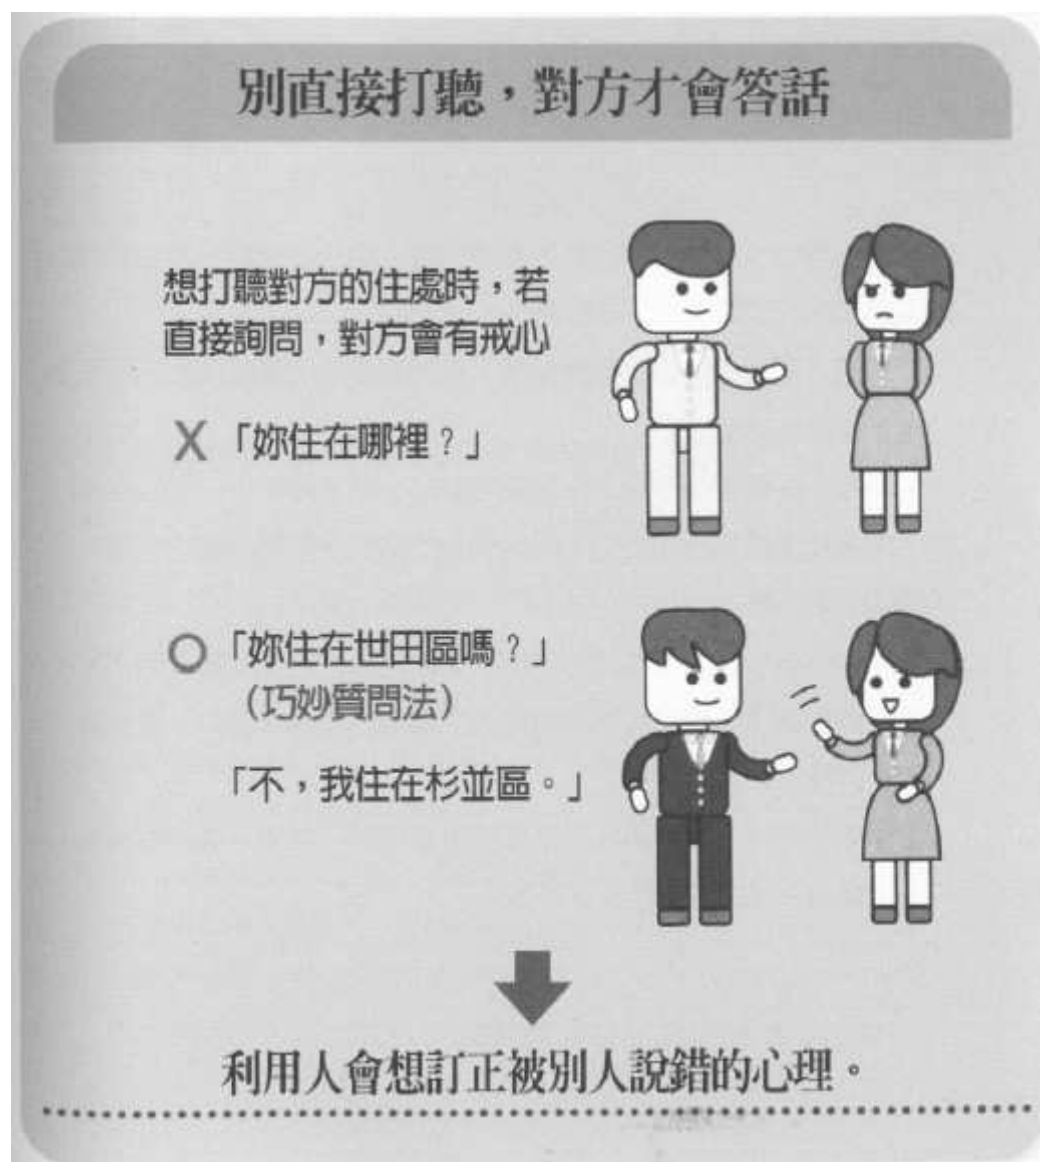 別直接打聽，對方才會答話
想打聽對方的住處時，若
直接詢問，對方會有戒心
X「妳住在哪裡？」
○「妳住在世田區嗎？」
（巧妙質問法）
「不，我住在杉並區。」
利用人會想訂正被別人說錯的心理。